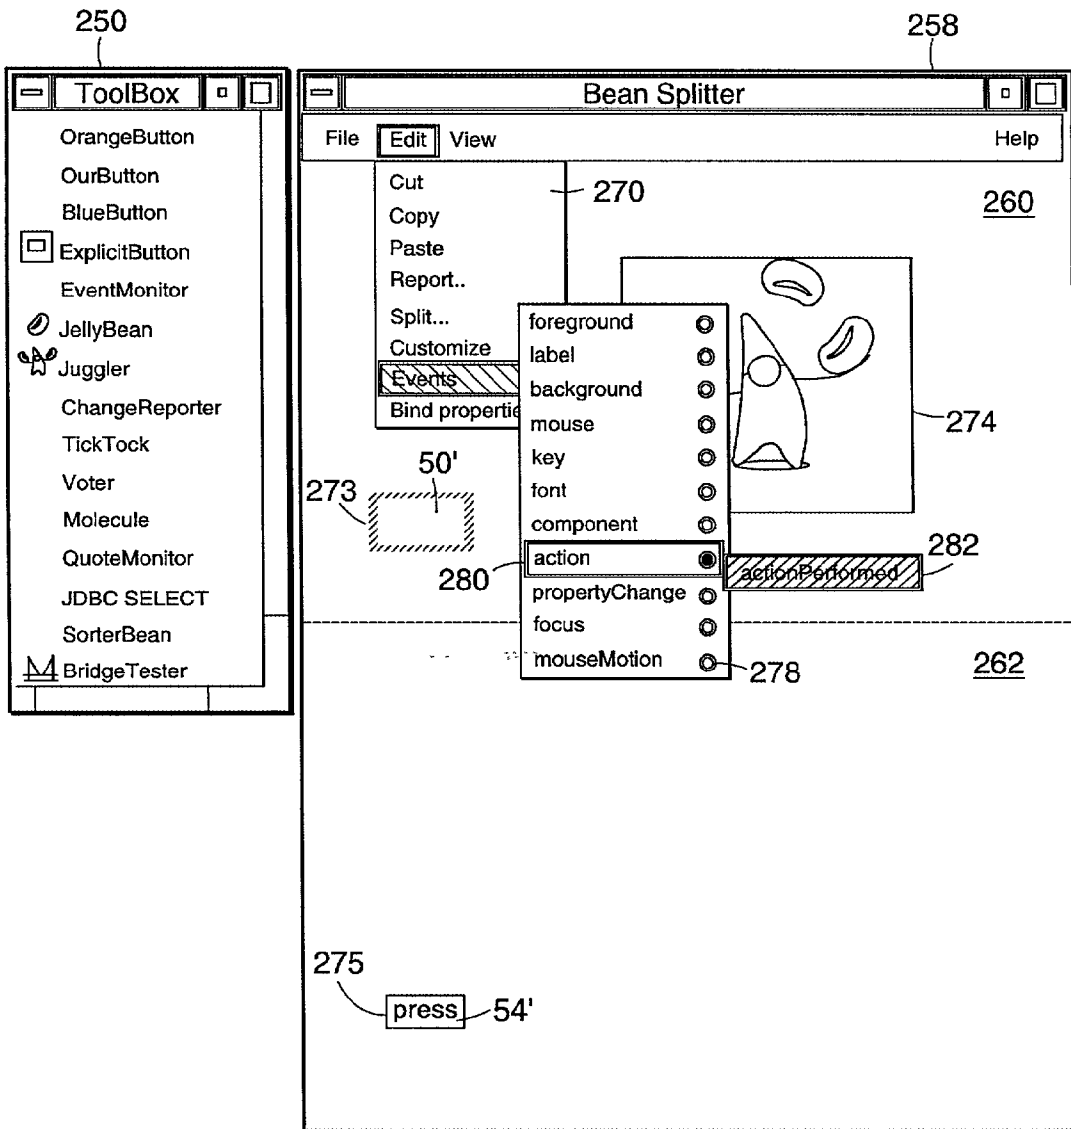 250
258
ToolBox
Bean Splitter
OrangeButton
OurButton
BlueButton
ExplicitButton
EventMonitor
JellyBean
Juggler
ChangeReporter
TickTock
Voter
Molecule
QuoteMonitor
JDBC SELECT
SorterBean
BridgeTester
File Edit View Help
Cut
Copy
Paste
Report..
Split...
Customize
Events
Bind propertie
270
260
foreground
label
background
mouse
key
font
component
action
propertyChange
focus
mouseMotion
274
50'
273
280
actionPerformed
282
278
262
275
press
54'